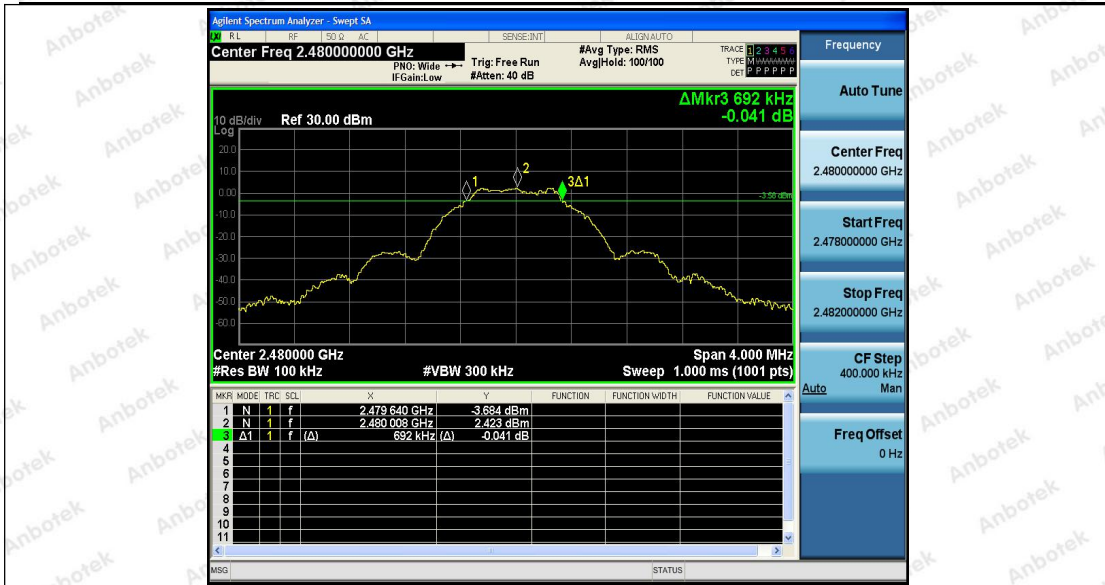 Agilent Spectrum Analyzer - Swept SA
RL RF 50 Ω AC SENSE:INT ALIGN AUTO
Center Freq 2.480000000 GHz
PNO: Wide
IFGain:Low
Trig: Free Run
#Atten: 40 dB
#Avg Type: RMS
Avg|Hold: 100/100
TRACE 1 2 3 4 5 6
TYPE M
DET P P P P P P
ΔMkr3 692 kHz
-0.041 dB
10 dB/div Ref 30.00 dBm
Log
20.0
10.0
0.00
-10.0
-20.0
-30.0
-40.0
-50.0
-60.0
1
2
3Δ1
-3.58 dBm
Center 2.480000 GHz Span 4.000 MHz
#Res BW 100 kHz #VBW 300 kHz Sweep 1.000 ms (1001 pts)
MKR MODE TRC SCL X Y FUNCTION FUNCTION WIDTH FUNCTION VALUE
1 N 1 f 2.479 640 GHz -3.684 dBm
2 N 1 f 2.480 008 GHz 2.423 dBm
3 Δ1 1 f (Δ) 692 kHz (Δ) -0.041 dB
4
5
6
7
8
9
10
11
MSG STATUS
Frequency
Auto Tune
Center Freq
2.480000000 GHz
Start Freq
2.478000000 GHz
Stop Freq
2.482000000 GHz
CF Step
400.000 kHz
Auto Man
Freq Offset
0 Hz
Anbotek